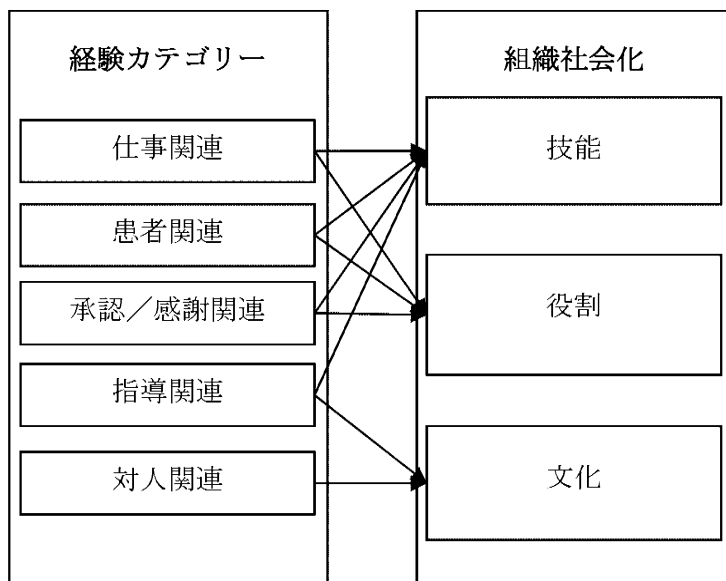 経験カテゴリー
仕事関連
患者関連
承認／感謝関連
指導関連
対人関連
組織社会化
技能
役割
文化